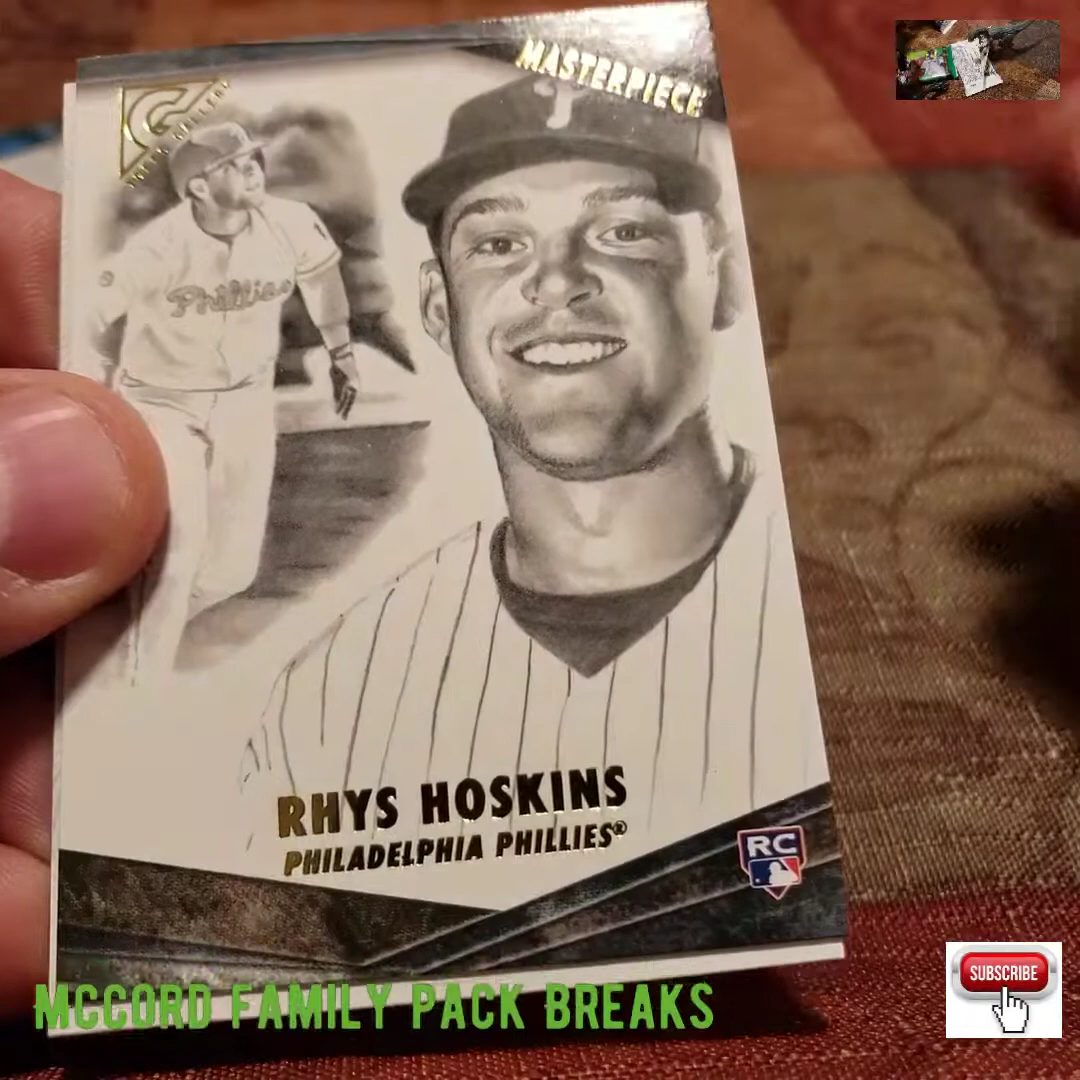 MASTERPIECE
Phillies
RHYS HOSKINS
PHILADELPHIA PHILLIES®
RC
SUBSCRIBE
MCCORD FAMILY PACK BREAKS